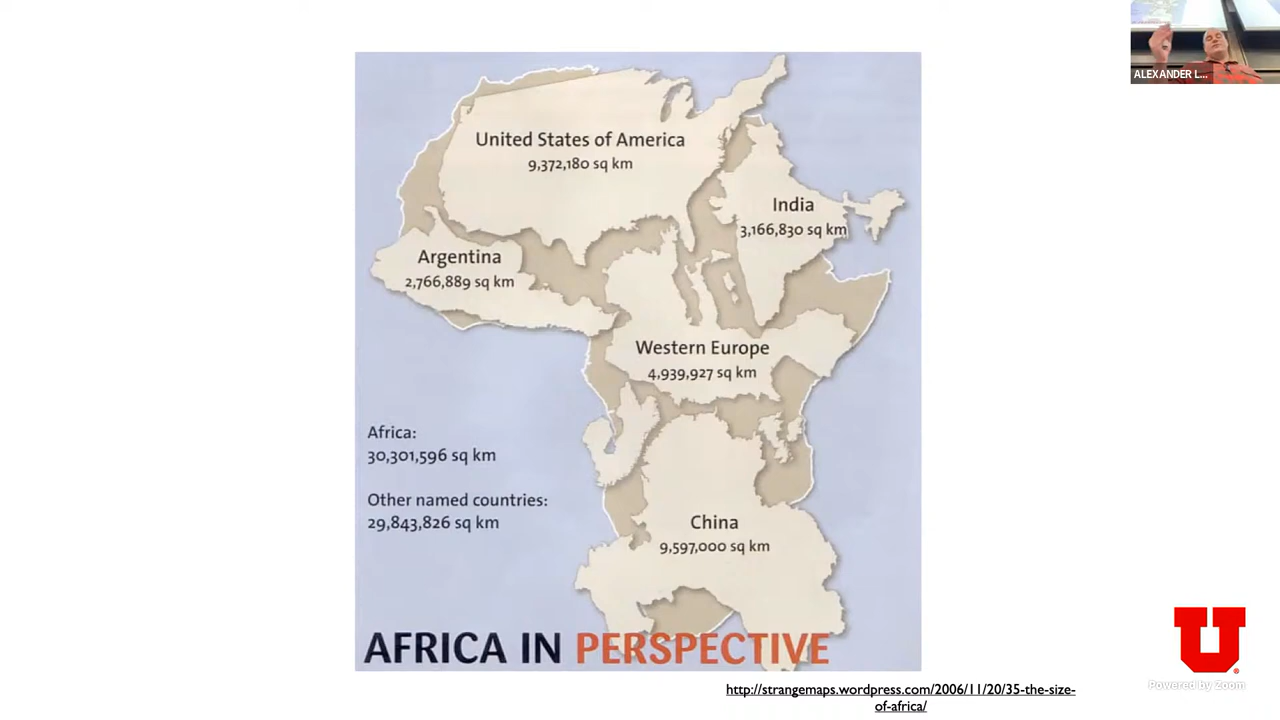 ALEXANDER L...
United States of America
9,372,180 sq km
India
3,166,830 sq km
Argentina
2,766,889 sq km
Western Europe
4,939,927 sq km
Africa:
30,301,596 sq km
Other named countries:
29,843,826 sq km
China
9,597,000 sq km
AFRICA IN PERSPECTIVE
U
Powered by Zoom
http://strangemaps.wordpress.com/2006/11/20/35-the-size-
of-africa/